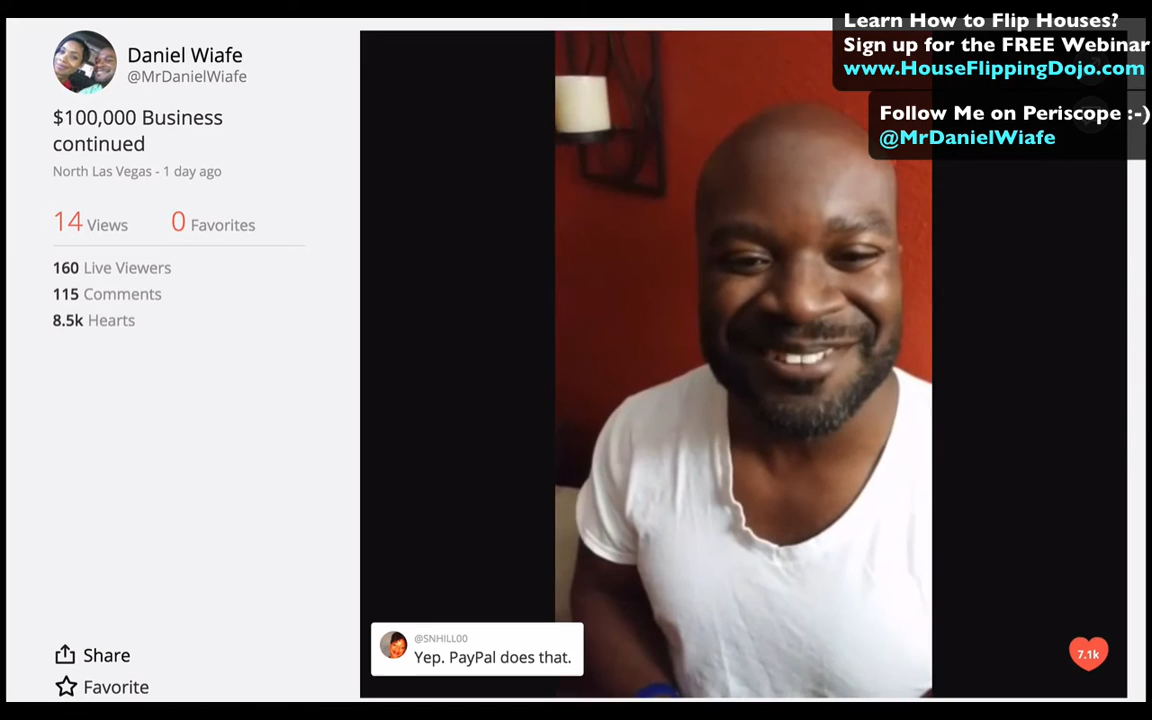 Daniel Wiafe
@MrDanielWiafe
$100,000 Business
continued
North Las Vegas - 1 day ago
14 Views 0 Favorites
160 Live Viewers
115 Comments
8.5k Hearts
Share
Favorite
Learn How to Flip Houses?
Sign up for the FREE Webinar
www.HouseFlippingDojo.com
Follow Me on Periscope :-)
@MrDanielWiafe
@SNHILL00
Yep. PayPal does that.
7.1k